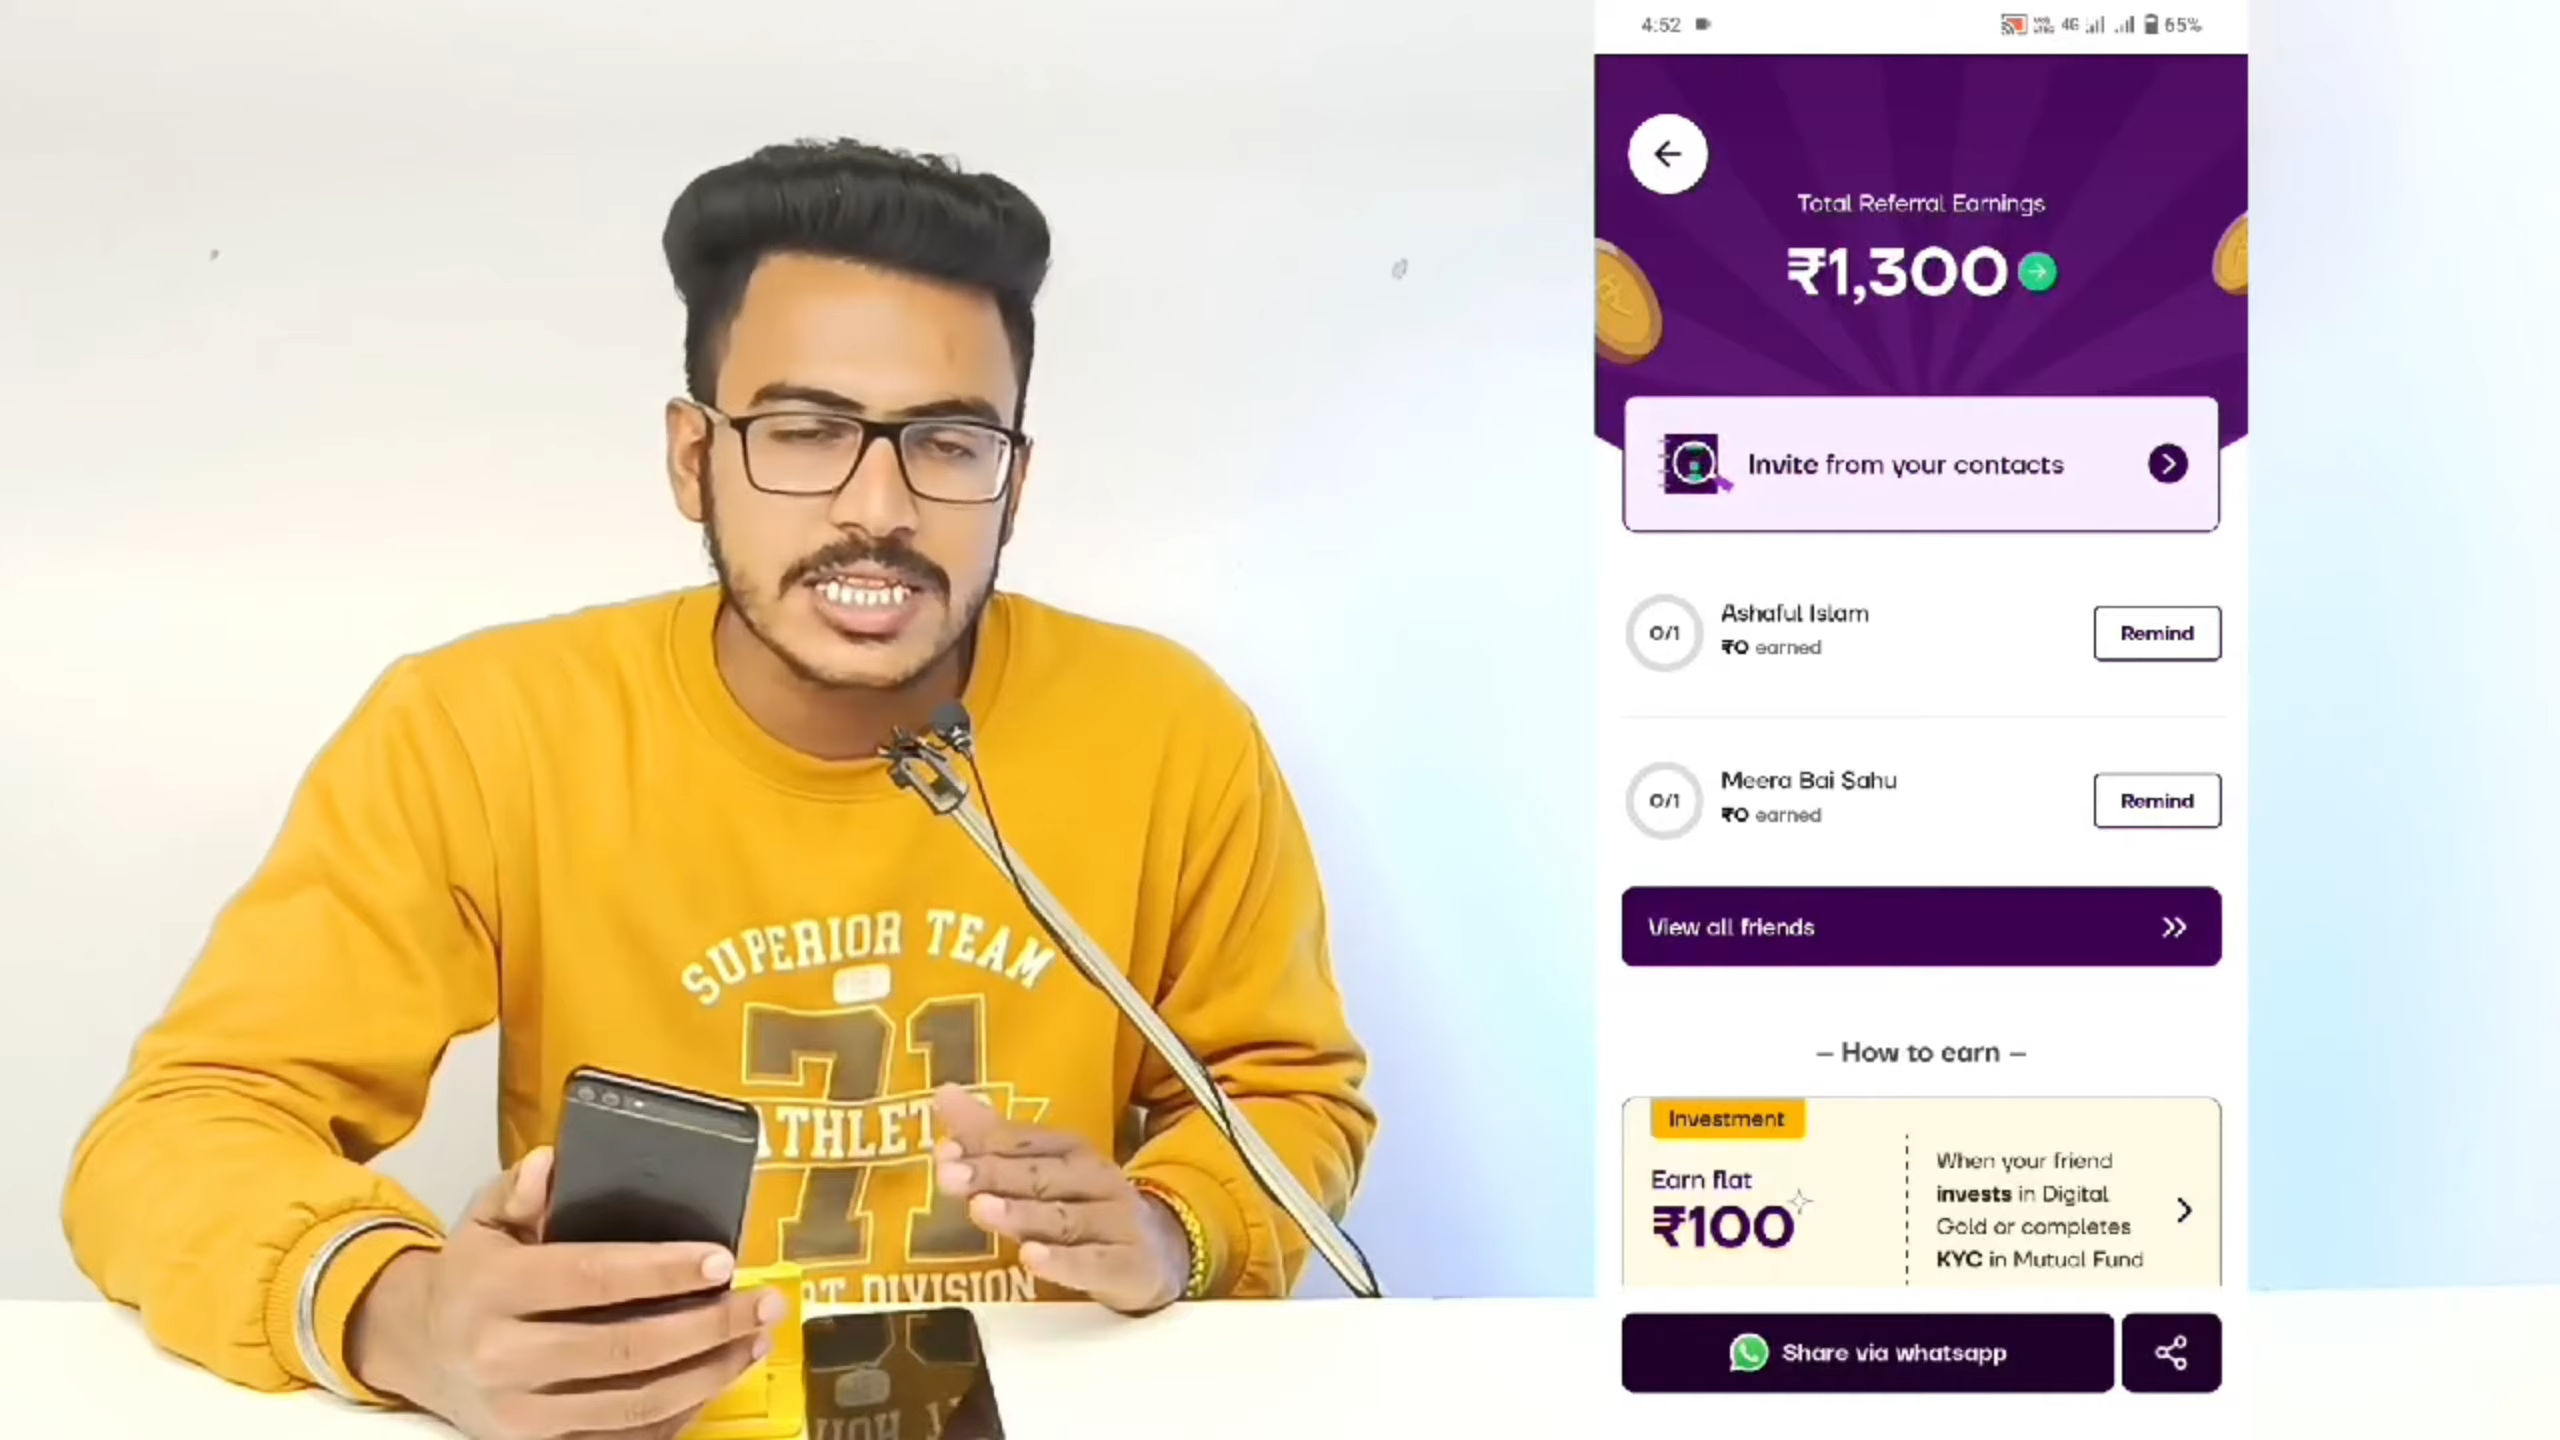 4:52
4G
65%
Total Referral Earnings
₹1,300
Invite from your contacts
0/1
Ashaful Islam
₹0 earned
Remind
0/1
Meera Bai Sahu
₹0 earned
Remind
View all friends
– How to earn –
Investment
Earn flat
₹100
When your friend
invests in Digital
Gold or completes
KYC in Mutual Fund
Share via whatsapp
SUPERIOR TEAM
71
DIVISION